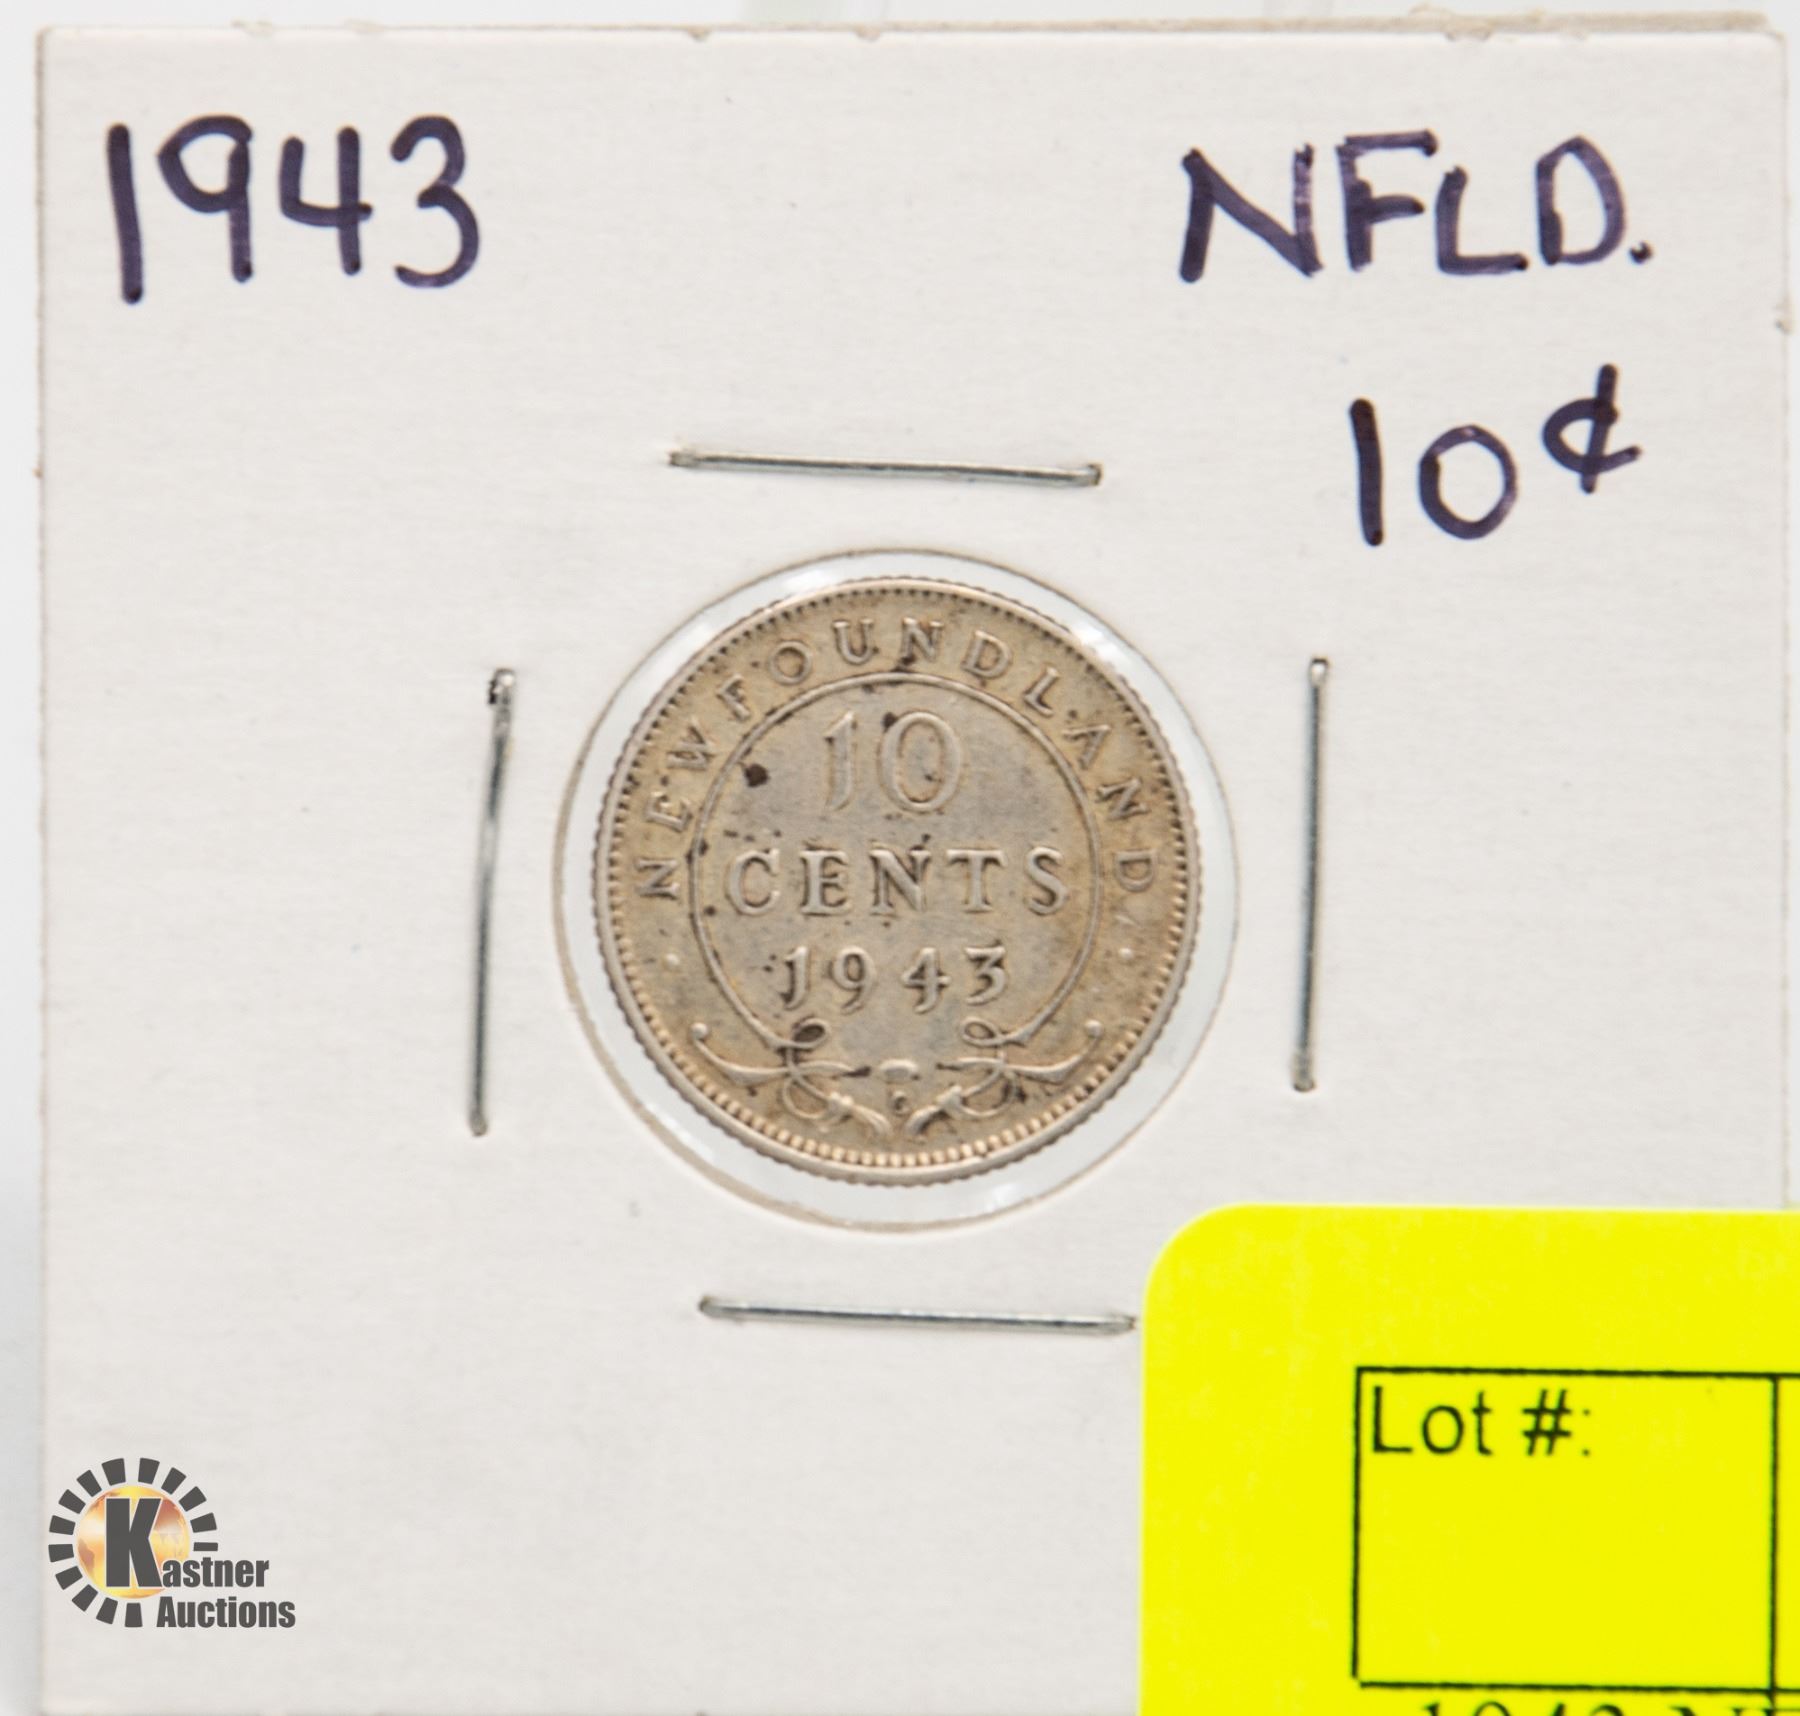 1943
NFLD.
10¢
NEWFOUNDLAND
10
CENTS
1943
Lot #:
Kastner
Auctions